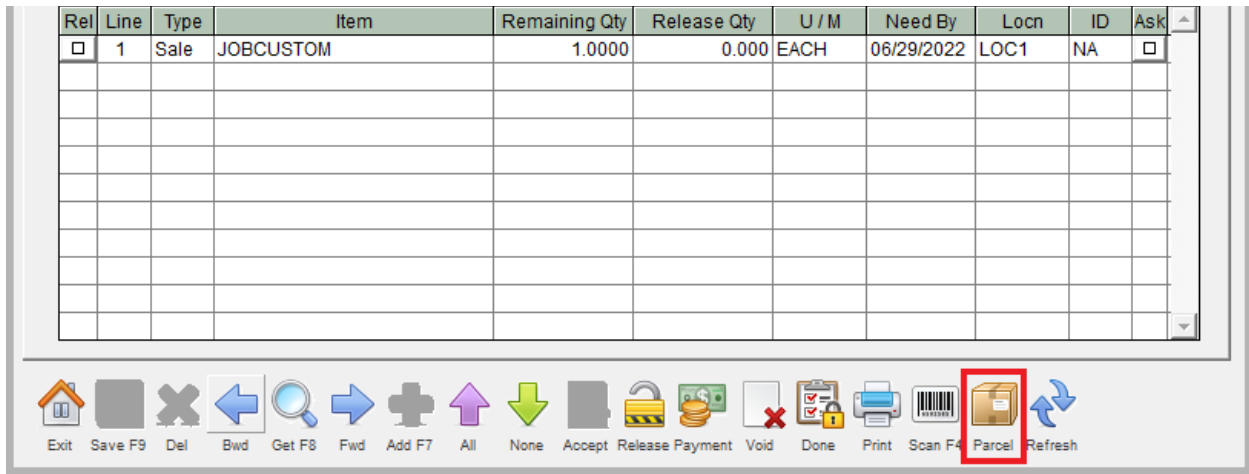 Rel Line Type Item Remaining Qty Release Qty U / M Need By Locn ID Ask
1 Sale JOBCUSTOM 1.0000 0.000 EACH 06/29/2022 LOC1 NA
Exit Save F9 Del Bwd Get F8 Fwd Add F7 All None Accept Release Payment Void Done Print Scan F4 Parcel Refresh